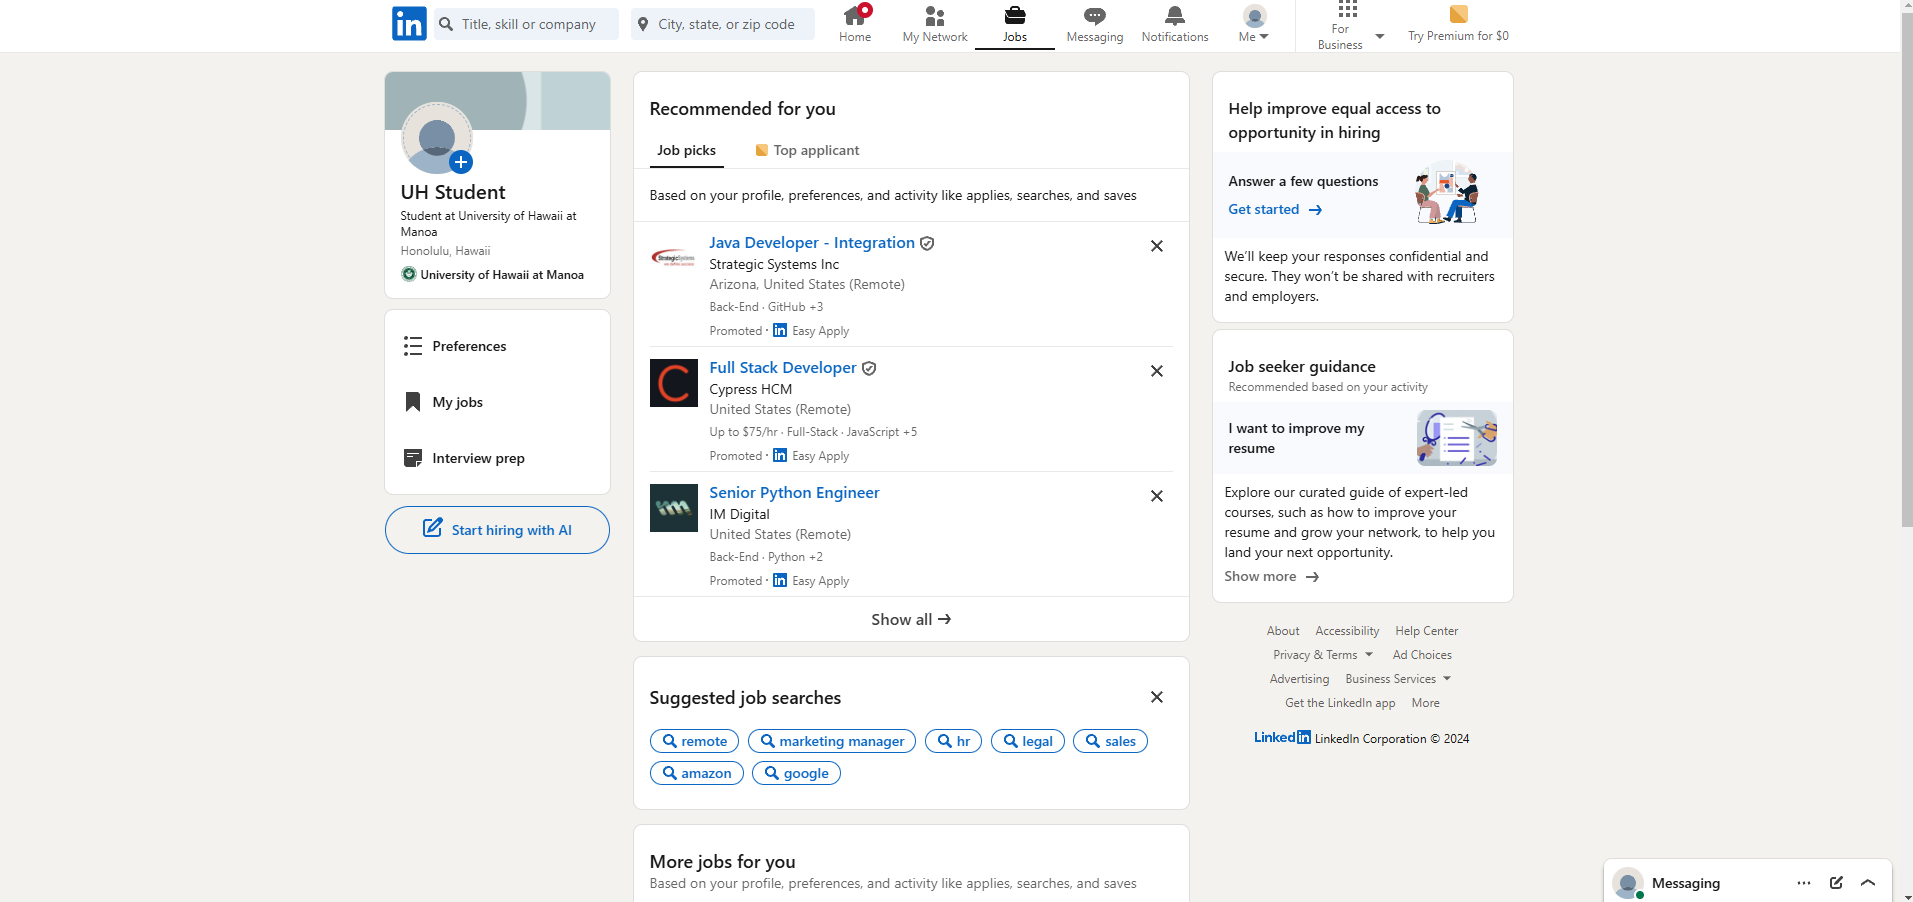 in Title, skill or company City, state, or zip code Home My Network Jobs Messaging Notifications Me For Business Try Premium for $0
UH Student
Student at University of Hawaii at
Manoa
Honolulu, Hawaii
University of Hawaii at Manoa
Preferences
My jobs
Interview prep
Start hiring with AI
Recommended for you
Job picks Top applicant
Based on your profile, preferences, and activity like applies, searches, and saves
StrategicSystems
Java Developer - Integration
Strategic Systems Inc
Arizona, United States (Remote)
Back-End · GitHub +3
Promoted · in Easy Apply
C
Full Stack Developer
Cypress HCM
United States (Remote)
Up to $75/hr · Full-Stack · JavaScript +5
Promoted · in Easy Apply
im
Senior Python Engineer
IM Digital
United States (Remote)
Back-End · Python +2
Promoted · in Easy Apply
Show all
Suggested job searches
remote marketing manager hr legal sales
amazon google
More jobs for you
Based on your profile, preferences, and activity like applies, searches, and saves
Help improve equal access to
opportunity in hiring
Answer a few questions
Get started
We’ll keep your responses confidential and
secure. They won’t be shared with recruiters
and employers.
Job seeker guidance
Recommended based on your activity
I want to improve my
resume
Explore our curated guide of expert-led
courses, such as how to improve your
resume and grow your network, to help you
land your next opportunity.
Show more
About Accessibility Help Center
Privacy & Terms Ad Choices
Advertising Business Services
Get the LinkedIn app More
LinkedIn LinkedIn Corporation © 2024
Messaging